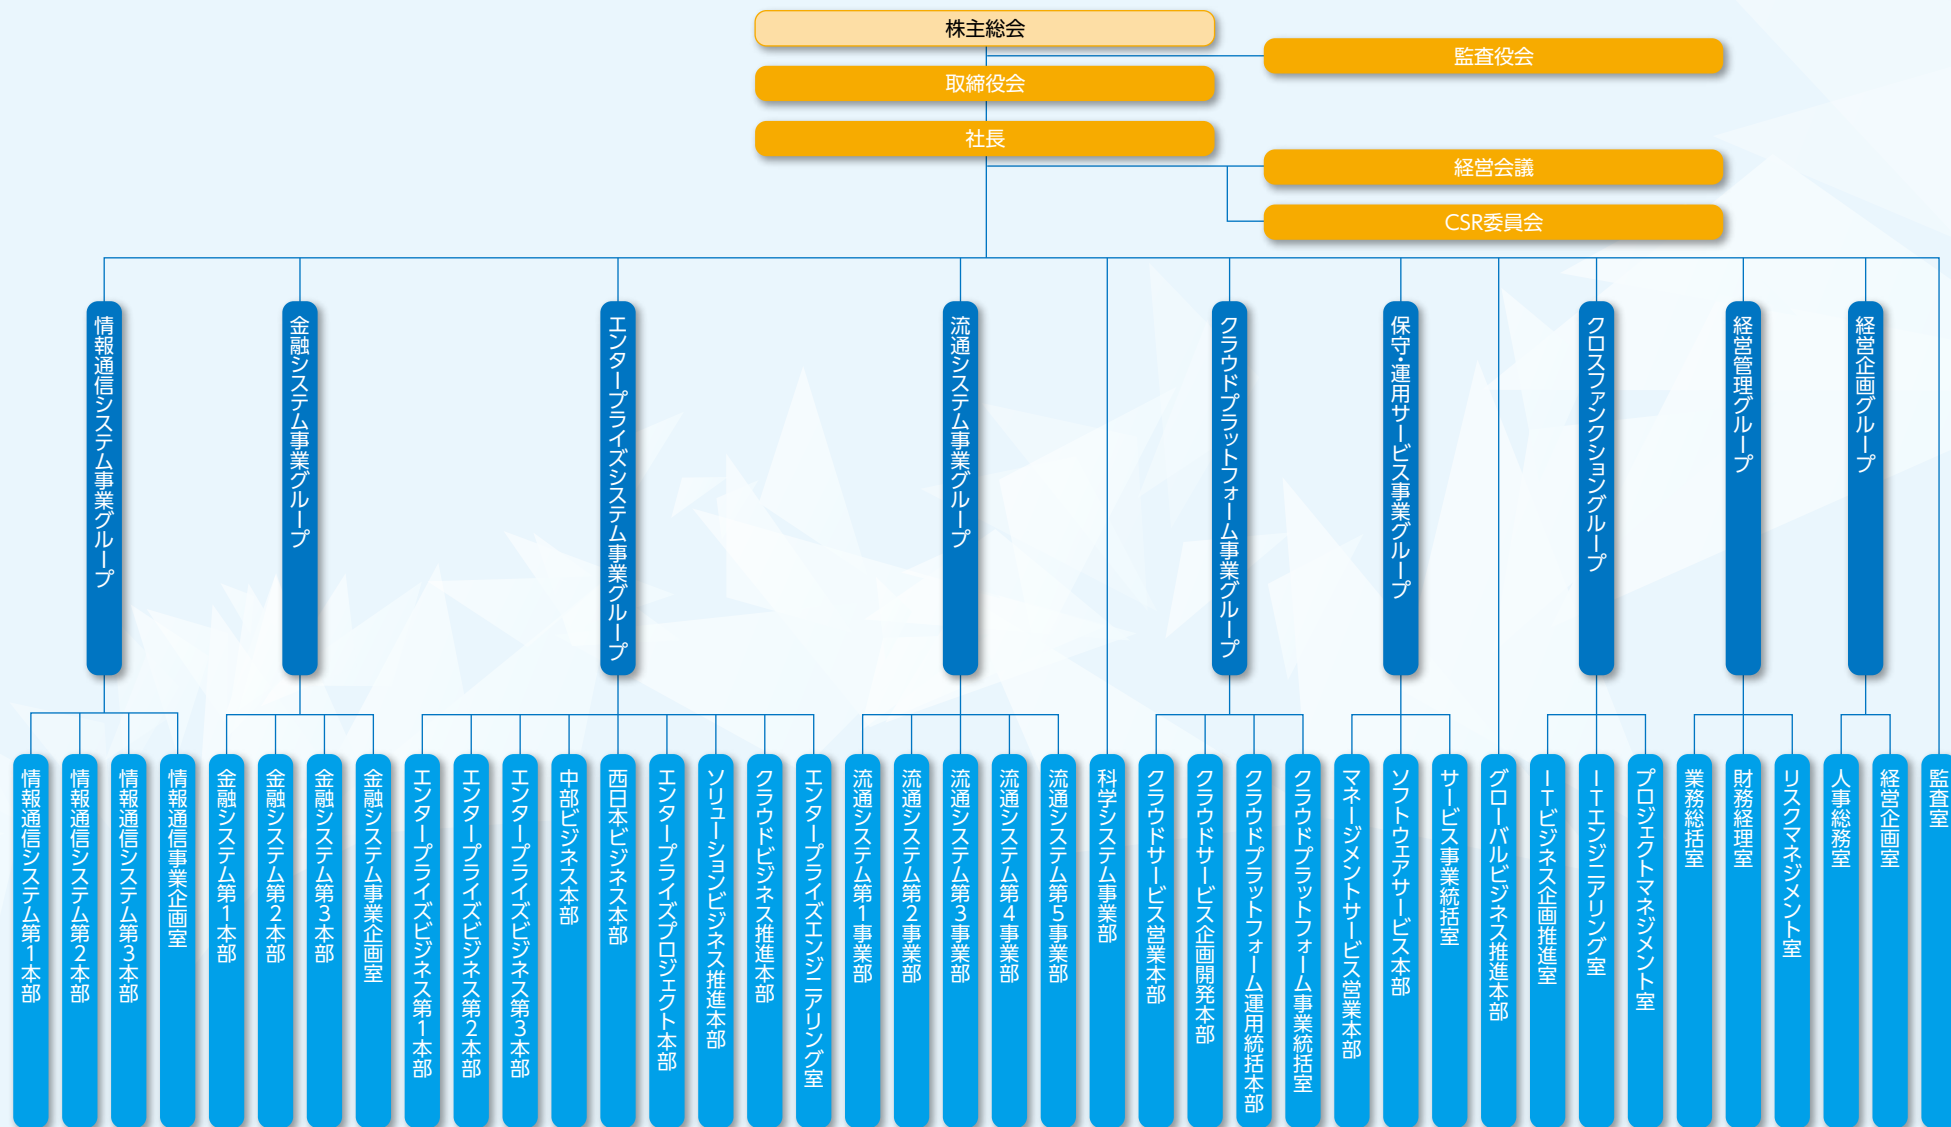 株主総会
監査役会
取締役会
社長
経営会議
CSR委員会
情報通信システム事業グループ
金融システム事業グループ
エンタープライズシステム事業グループ
流通システム事業グループ
クラウドプラットフォーム事業グループ
保守・運用サービス事業グループ
クロスファンクショングループ
経営管理グループ
経営企画グループ
情報通信システム第1本部
情報通信システム第2本部
情報通信システム第3本部
情報通信事業企画室
金融システム第1本部
金融システム第2本部
金融システム第3本部
金融システム事業企画室
エンタープライズビジネス第1本部
エンタープライズビジネス第2本部
エンタープライズビジネス第3本部
中部ビジネス本部
西日本ビジネス本部
エンタープライズプロジェクト本部
ソリューションビジネス推進本部
クラウドビジネス推進本部
エンタープライズエンジニアリング室
流通システム第1事業部
流通システム第2事業部
流通システム第3事業部
流通システム第4事業部
流通システム第5事業部
科学システム事業部
クラウドサービス営業本部
クラウドサービス企画開発本部
クラウドプラットフォーム運用統括本部
クラウドプラットフォーム事業統括室
マネージメントサービス営業本部
ソフトウェアサービス本部
サービス事業統括室
グローバルビジネス推進本部
ITビジネス企画推進室
ITエンジニアリング室
プロジェクトマネジメント室
業務総括室
財務経理室
リスクマネジメント室
人事総務室
経営企画室
監査室